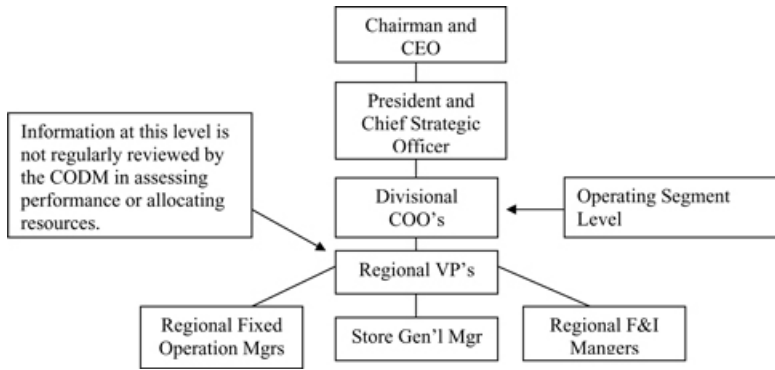 Chairman and
CEO
President and
Chief Strategic
Officer
Information at this level is
not regularly reviewed by
the CODM in assessing
performance or allocating
resources.
Divisional
COO’s
Operating Segment
Level
Regional VP’s
Regional Fixed
Operation Mgrs
Store Gen’l Mgr
Regional F&I
Mangers